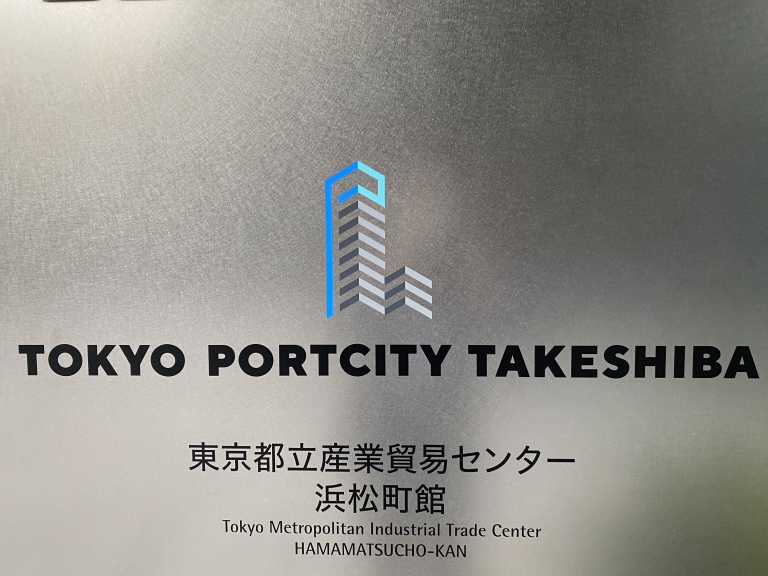 TOKYO PORTCITY TAKESHIBA
東京都立産業貿易センター
浜松町館
Tokyo Metropolitan Industrial Trade Center
HAMAMATSUCHO-KAN